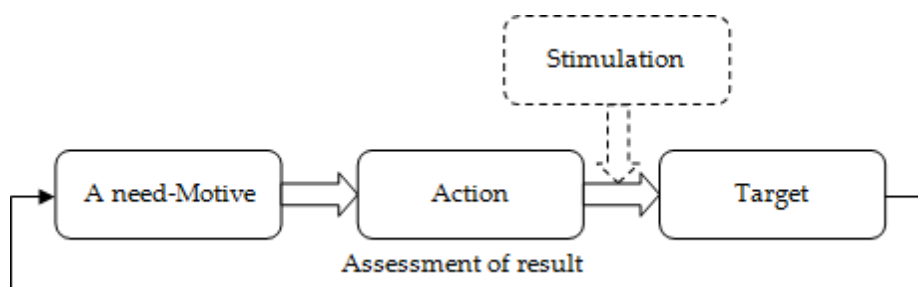 Stimulation
A need-Motive
Action
Target
Assessment of result